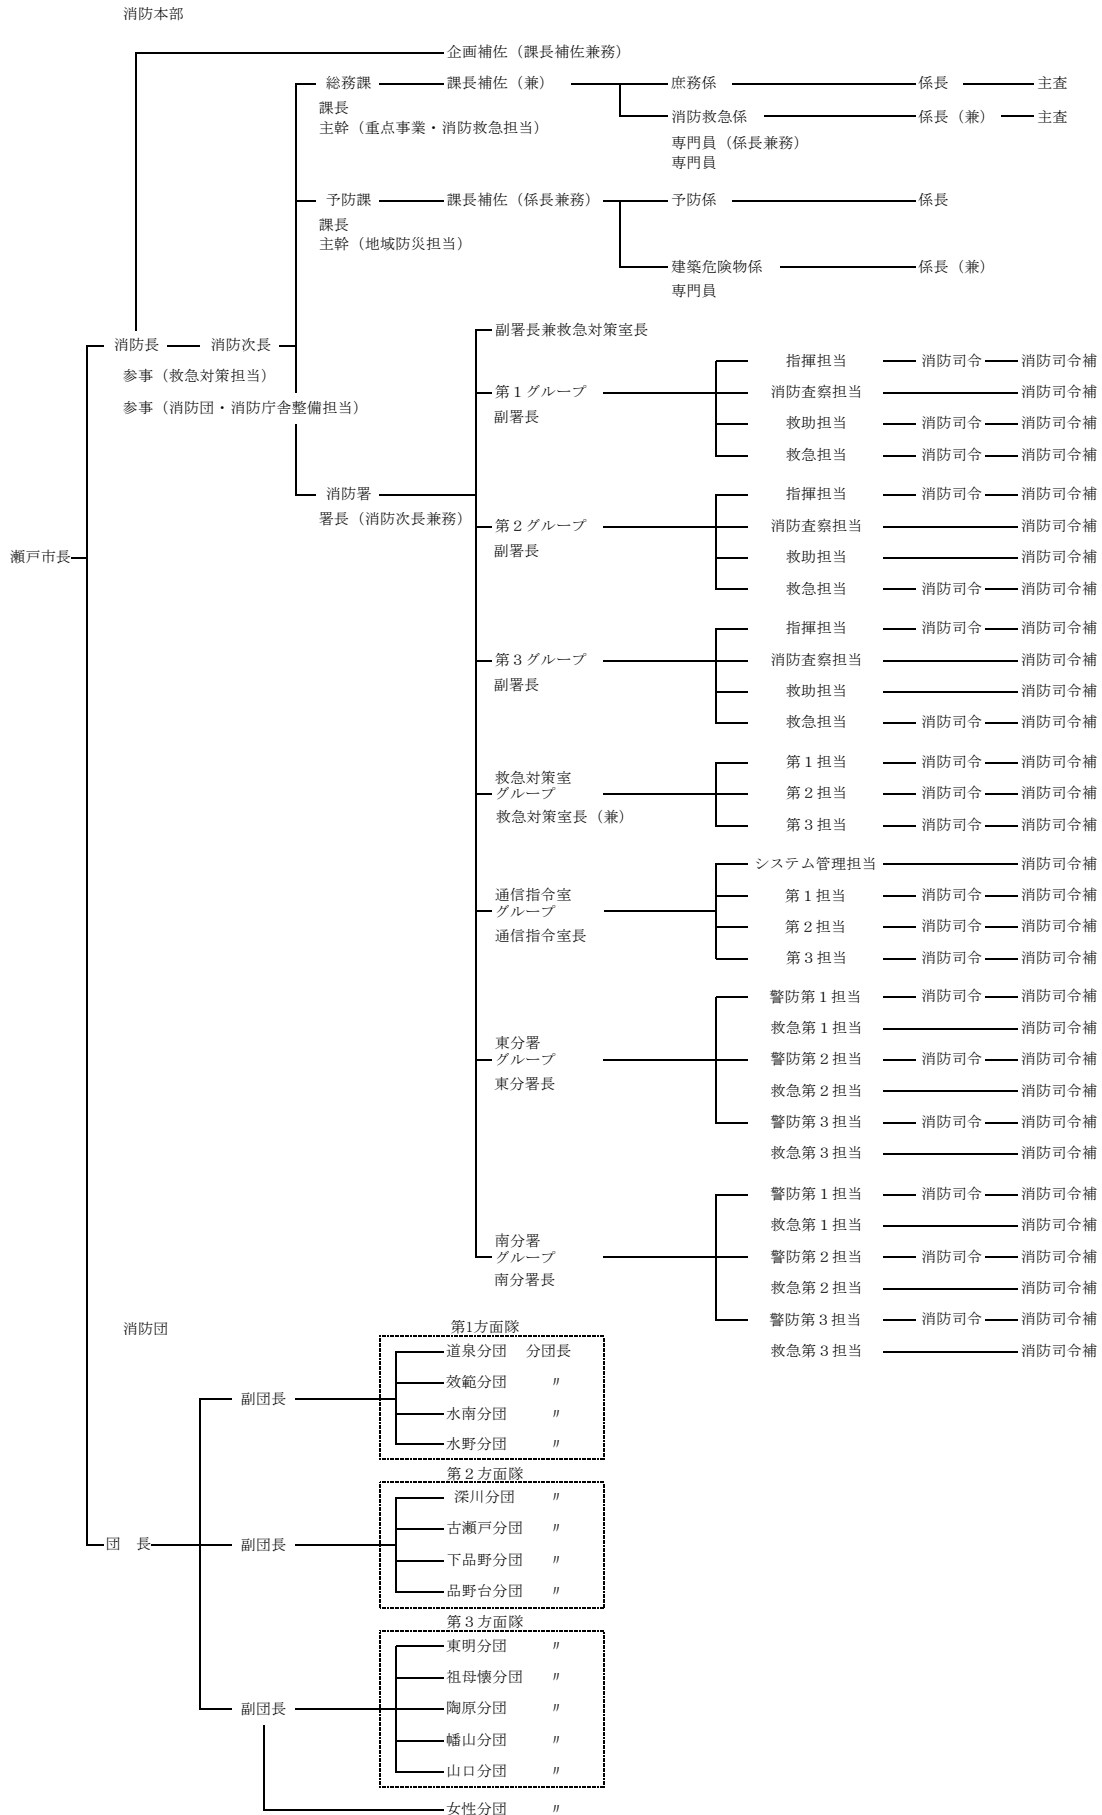 消防本部
企画補佐（課長補佐兼務）
総務課 課長補佐（兼） 庶務係 係長 主査
課長
主幹（重点事業・消防救急担当）
消防救急係 係長（兼） 主査
専門員（係長兼務）
専門員
予防課 課長補佐（係長兼務） 予防係 係長
課長
主幹（地域防災担当）
建築危険物係 係長（兼）
専門員
消防長 消防次長
参事（救急対策担当）
参事（消防団・消防庁舎整備担当）
消防署
署長（消防次長兼務）
瀬戸市長
副署長兼救急対策室長
第１グループ
副署長
指揮担当 消防司令 消防司令補
消防査察担当 消防司令補
救助担当 消防司令 消防司令補
救急担当 消防司令 消防司令補
第２グループ
副署長
指揮担当 消防司令 消防司令補
消防査察担当 消防司令補
救助担当 消防司令補
救急担当 消防司令 消防司令補
第３グループ
副署長
指揮担当 消防司令 消防司令補
消防査察担当 消防司令補
救助担当 消防司令補
救急担当 消防司令 消防司令補
救急対策室
グループ
救急対策室長（兼）
第１担当 消防司令 消防司令補
第２担当 消防司令 消防司令補
第３担当 消防司令 消防司令補
通信指令室
グループ
通信指令室長
システム管理担当 消防司令補
第１担当 消防司令 消防司令補
第２担当 消防司令 消防司令補
第３担当 消防司令 消防司令補
東分署
グループ
東分署長
警防第１担当 消防司令 消防司令補
救急第１担当 消防司令補
警防第２担当 消防司令 消防司令補
救急第２担当 消防司令補
警防第３担当 消防司令 消防司令補
救急第３担当 消防司令補
南分署
グループ
南分署長
警防第１担当 消防司令 消防司令補
救急第１担当 消防司令補
警防第２担当 消防司令 消防司令補
救急第２担当 消防司令補
警防第３担当 消防司令 消防司令補
救急第３担当 消防司令補
消防団
団　長
副団長
第1方面隊
道泉分団 分団長
效範分団 〃
水南分団 〃
水野分団 〃
副団長
第２方面隊
深川分団 〃
古瀬戸分団 〃
下品野分団 〃
品野台分団 〃
副団長
第３方面隊
東明分団 〃
祖母懐分団 〃
陶原分団 〃
幡山分団 〃
山口分団 〃
女性分団 〃